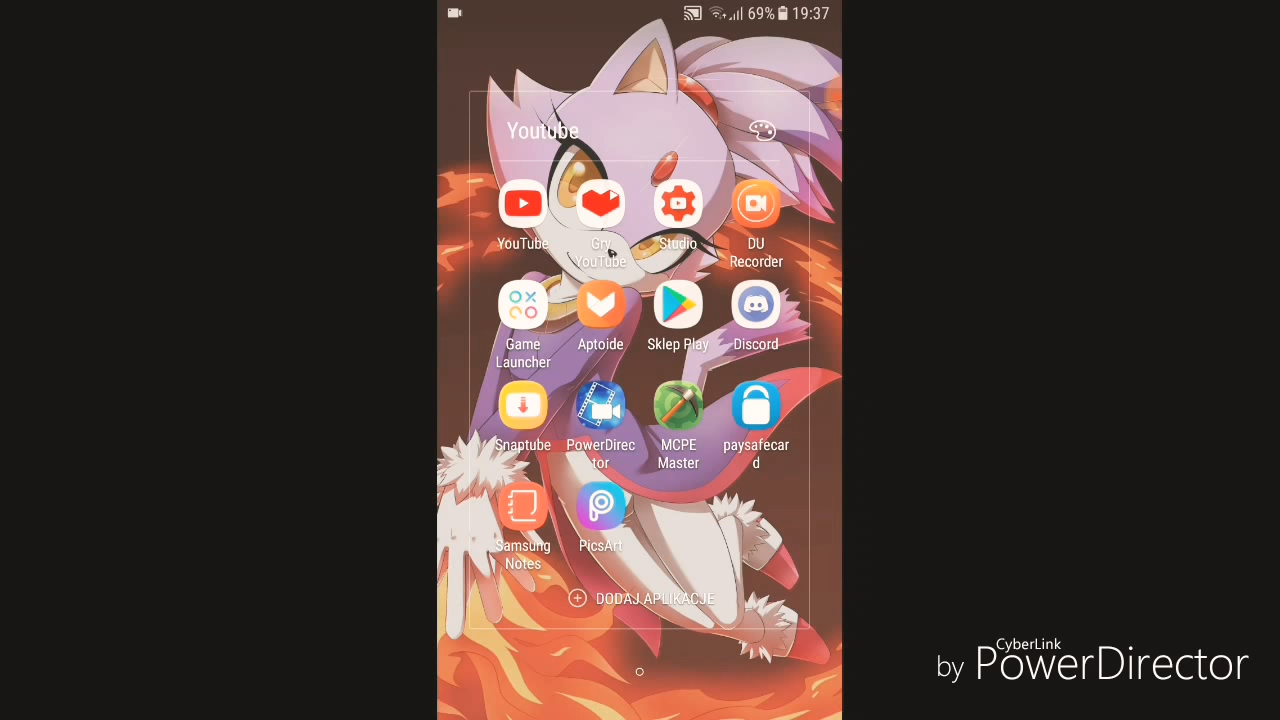 69% 19:37
Youtube
YouTube
Gry
YouTube
Studio
DU
Recorder
Game
Launcher
Aptoide
Sklep Play
Discord
Snaptube
PowerDirec
tor
MCPE
Master
paysafecar
d
Samsung
Notes
PicsArt
DODAJ APLIKACJE
CyberLink
by PowerDirector